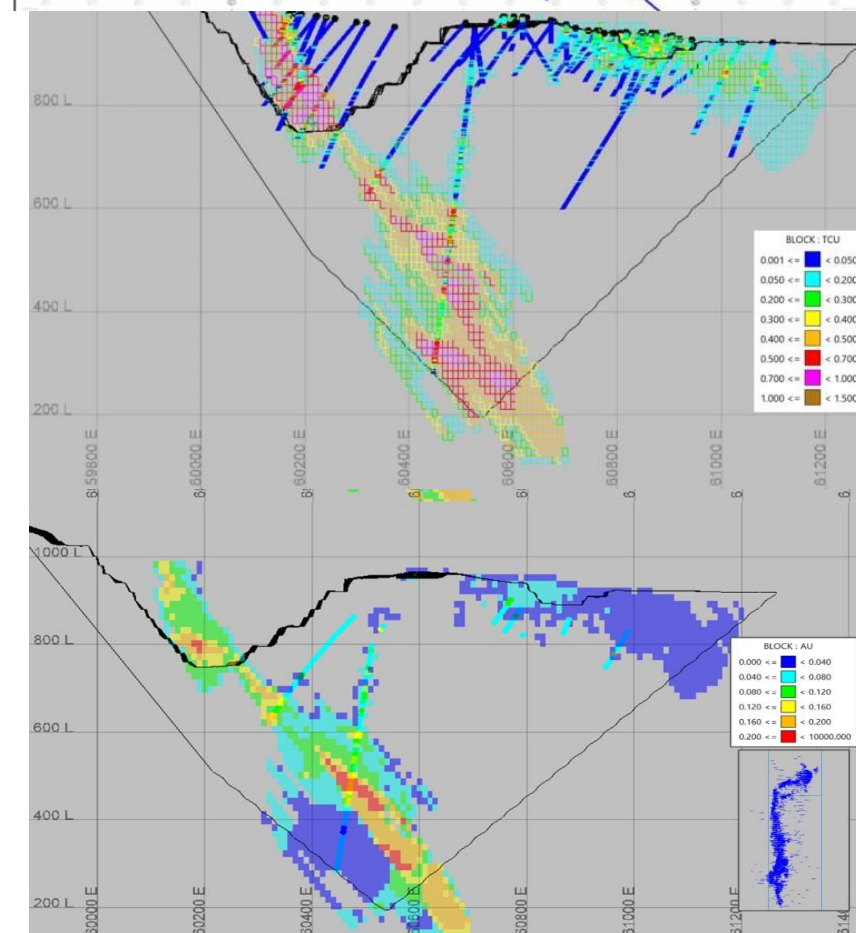 800 L
600 L
400 L
200 L
59800 E
60000 E
60200 E
60400 E
60600 E
60800 E
61000 E
61200 E
BLOCK : TCU
0.001 <= < 0.050
0.050 <= < 0.200
0.200 <= < 0.300
0.300 <= < 0.400
0.400 <= < 0.500
0.500 <= < 0.700
0.700 <= < 1.000
1.000 <= < 1.500
1000 L
800 L
600 L
400 L
200 L
60000 E
60200 E
60400 E
60600 E
60800 E
61000 E
61200 E
BLOCK : AU
0.000 <= < 0.040
0.040 <= < 0.080
0.080 <= < 0.120
0.120 <= < 0.160
0.160 <= < 0.200
0.200 <= < 10000.000